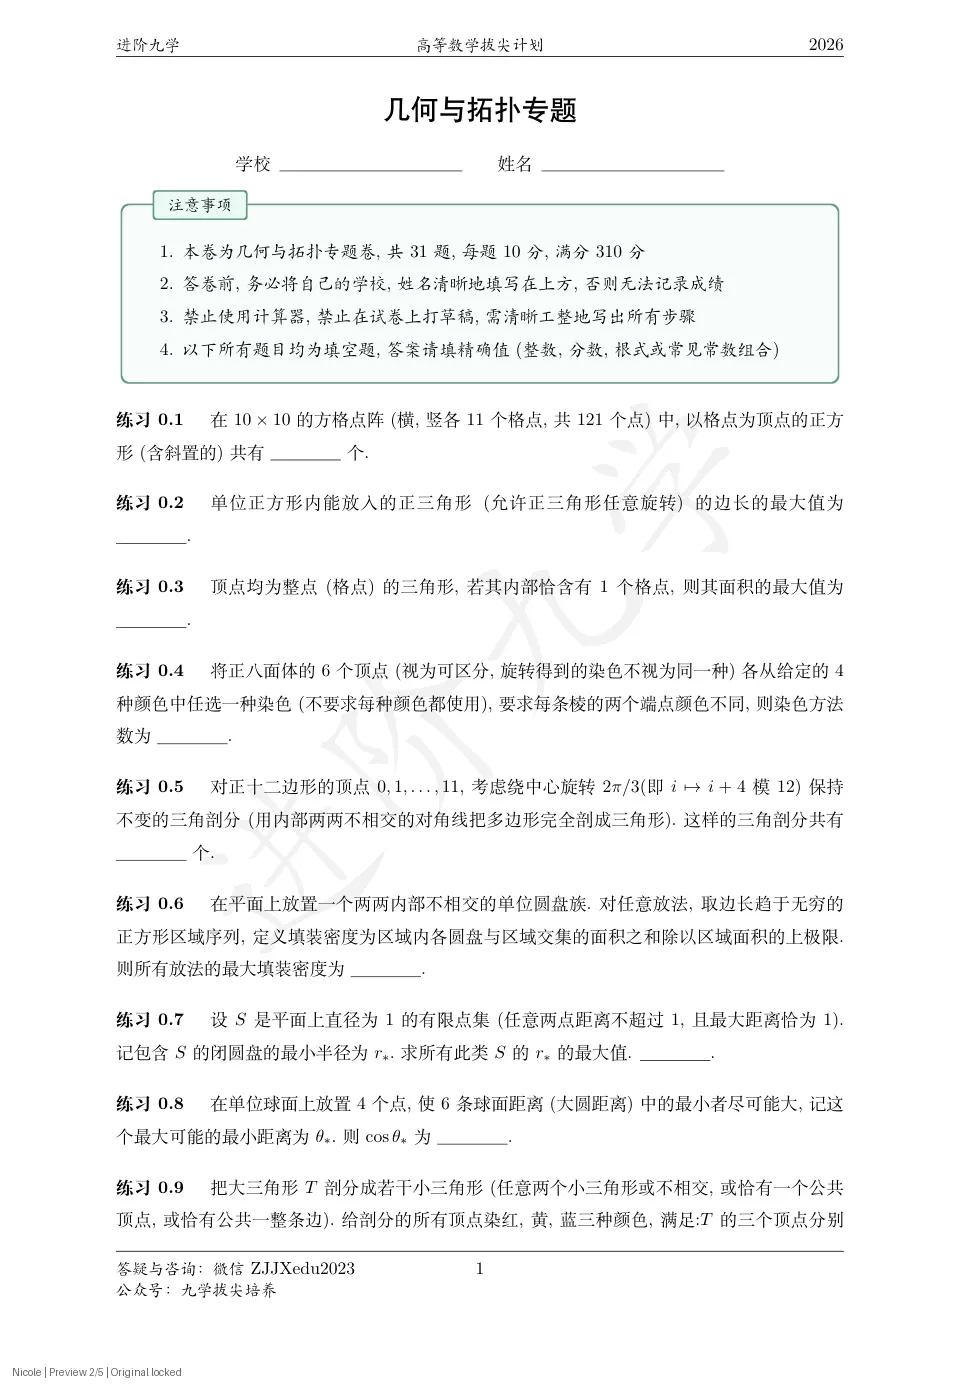 进阶九学 高等数学拔尖计划 2026
几何与拓扑专题
学校 姓名
注意事项
1. 本卷为几何与拓扑专题卷, 共 31 题, 每题 10 分, 满分 310 分
2. 答卷前, 务必将自己的学校, 姓名清晰地填写在上方, 否则无法记录成绩
3. 禁止使用计算器, 禁止在试卷上打草稿, 需清晰工整地写出所有步骤
4. 以下所有题目均为填空题, 答案请填精确值 (整数, 分数, 根式或常见常数组合)
练习 0.1 在 10 × 10 的方格点阵 (横, 竖各 11 个格点, 共 121 个点) 中, 以格点为顶点的正方
形 (含斜置的) 共有 ________ 个.
练习 0.2 单位正方形内能放入的正三角形 (允许正三角形任意旋转) 的边长的最大值为
________.
练习 0.3 顶点均为整点 (格点) 的三角形, 若其内部恰含有 1 个格点, 则其面积的最大值为
________.
练习 0.4 将正八面体的 6 个顶点 (视为可区分, 旋转得到的染色不视为同一种) 各从给定的 4
种颜色中任选一种染色 (不要求每种颜色都使用), 要求每条棱的两个端点颜色不同, 则染色方法
数为 ________.
练习 0.5 对正十二边形的顶点 0, 1, . . . , 11, 考虑绕中心旋转 2π/3(即 i ↦ i + 4 模 12) 保持
不变的三角剖分 (用内部两两不相交的对角线把多边形完全剖成三角形). 这样的三角剖分共有
________ 个.
练习 0.6 在平面上放置一个两两内部不相交的单位圆盘族. 对任意放法, 取边长趋于无穷的
正方形区域序列, 定义填装密度为区域内各圆盘与区域交集的面积之和除以区域面积的上极限.
则所有放法的最大填装密度为 ________.
练习 0.7 设 S 是平面上直径为 1 的有限点集 (任意两点距离不超过 1, 且最大距离恰为 1).
记包含 S 的闭圆盘的最小半径为 r∗. 求所有此类 S 的 r∗ 的最大值. ________.
练习 0.8 在单位球面上放置 4 个点, 使 6 条球面距离 (大圆距离) 中的最小者尽可能大, 记这
个最大可能的最小距离为 θ∗. 则 cos θ∗ 为 ________.
练习 0.9 把大三角形 T 剖分成若干小三角形 (任意两个小三角形或不相交, 或恰有一个公共
顶点, 或恰有公共一整条边). 给剖分的所有顶点染红, 黄, 蓝三种颜色, 满足:T 的三个顶点分别
答疑与咨询: 微信 ZJJXedu2023 1
公众号: 九学拔尖培养
进阶九学
Nicole | Preview 2/5 | Original locked